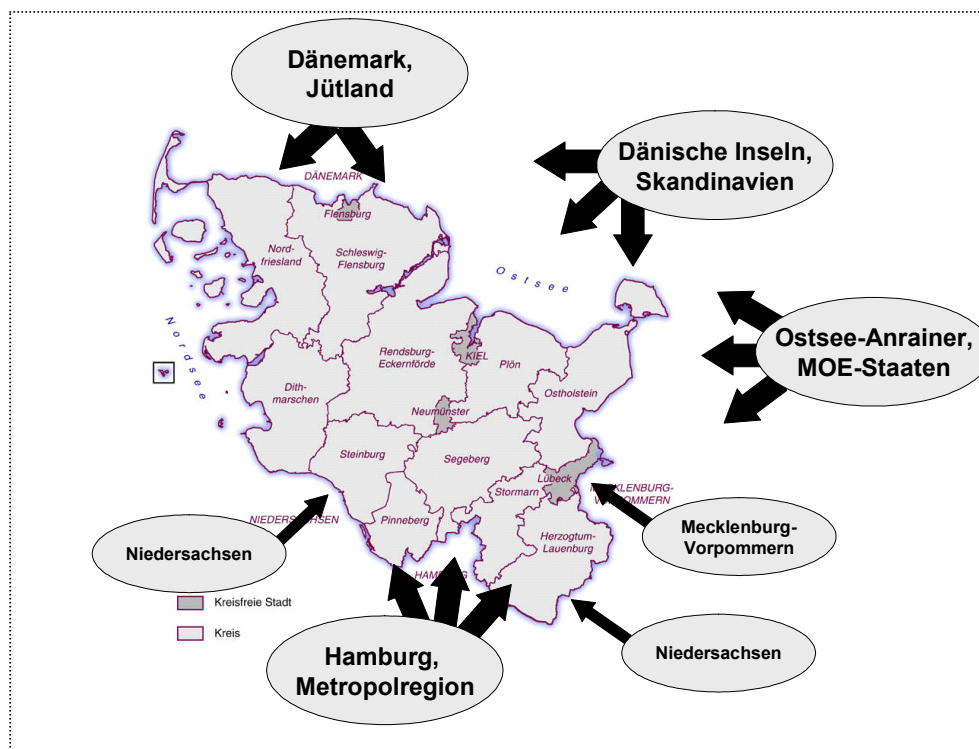 Dänemark,
Jütland
Dänische Inseln,
Skandinavien
DÄNEMARK
Flensburg
Nord-
friesland
Schleswig-
Flensburg
Ostsee
Nordsee
Ostsee-Anrainer,
MOE-Staaten
Rendsburg-
Eckernförde
KIEL
Plön
Dith-
marschen
Ostholstein
Neumünster
Steinburg
Segeberg
Lübeck
Stormarn
MECKLENBURG-
VORPOMMERN
NIEDERSACHSEN
Pinneberg
Herzogtum-
Lauenburg
Mecklenburg-
Vorpommern
Niedersachsen
HAMBURG
Kreisfreie Stadt
Kreis
Hamburg,
Metropolregion
Niedersachsen